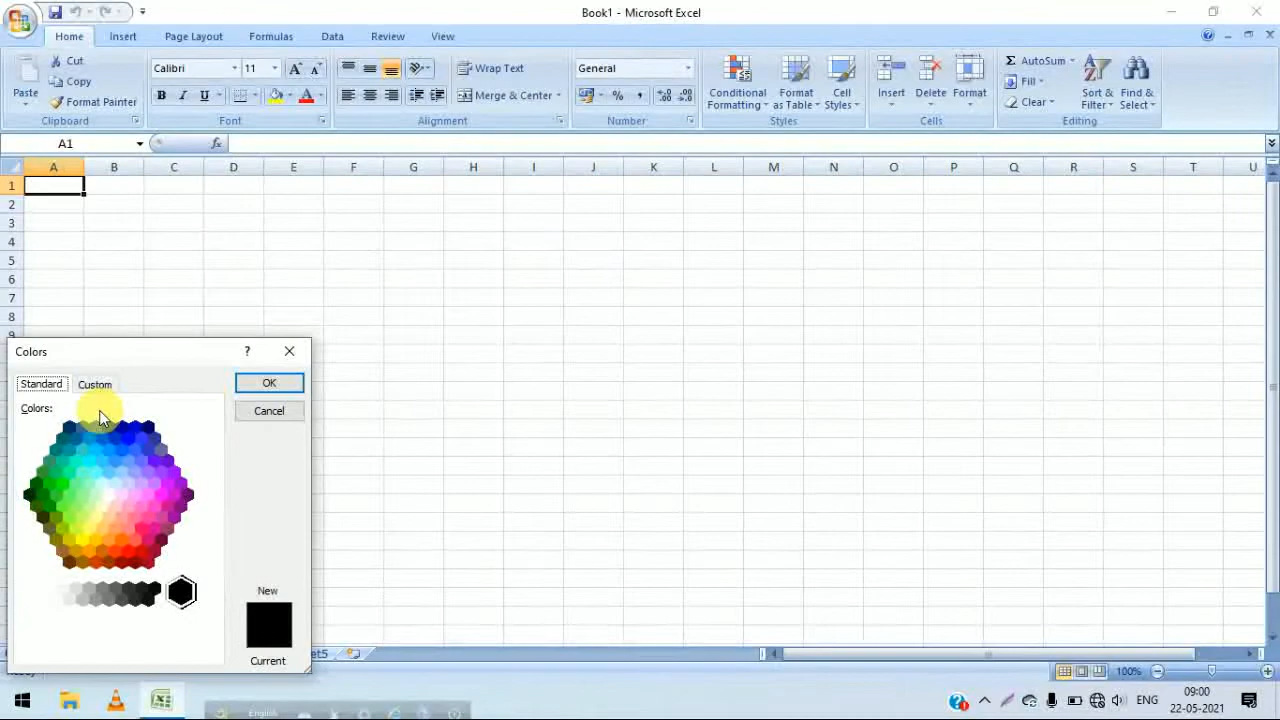 Book1 - Microsoft Excel
Home Insert Page Layout Formulas Data Review View
Paste
Cut
Copy
Format Painter
Clipboard
Calibri 11
B I U
Font
Wrap Text
Merge & Center
Alignment
General
% ,
Number
Conditional Formatting
Format as Table
Cell Styles
Styles
Insert
Delete
Format
Cells
AutoSum
Fill
Clear
Sort & Filter
Find & Select
Editing
A1
fx
A B C D E F G H I J K L M N O P Q R S T U
1
2
3
4
5
6
7
8
9
Colors ?
Standard Custom
OK
Colors:
Cancel
New
Current
et5
100%
English
ENG
09:00
22-05-2021